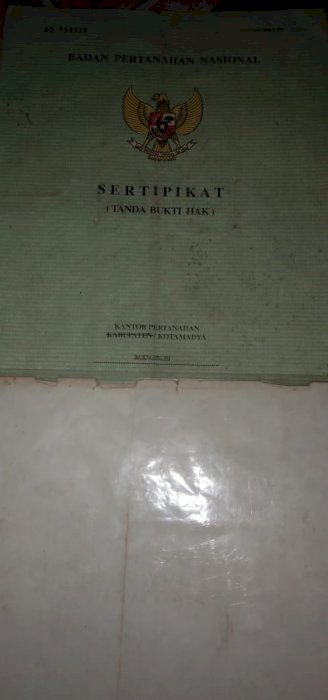 BADAN PERTANAHAN NASIONAL
SERTIPIKAT
( TANDA BUKTI HAK )
KANTOR PERTANAHAN
KABUPATEN / KOTAMADYA